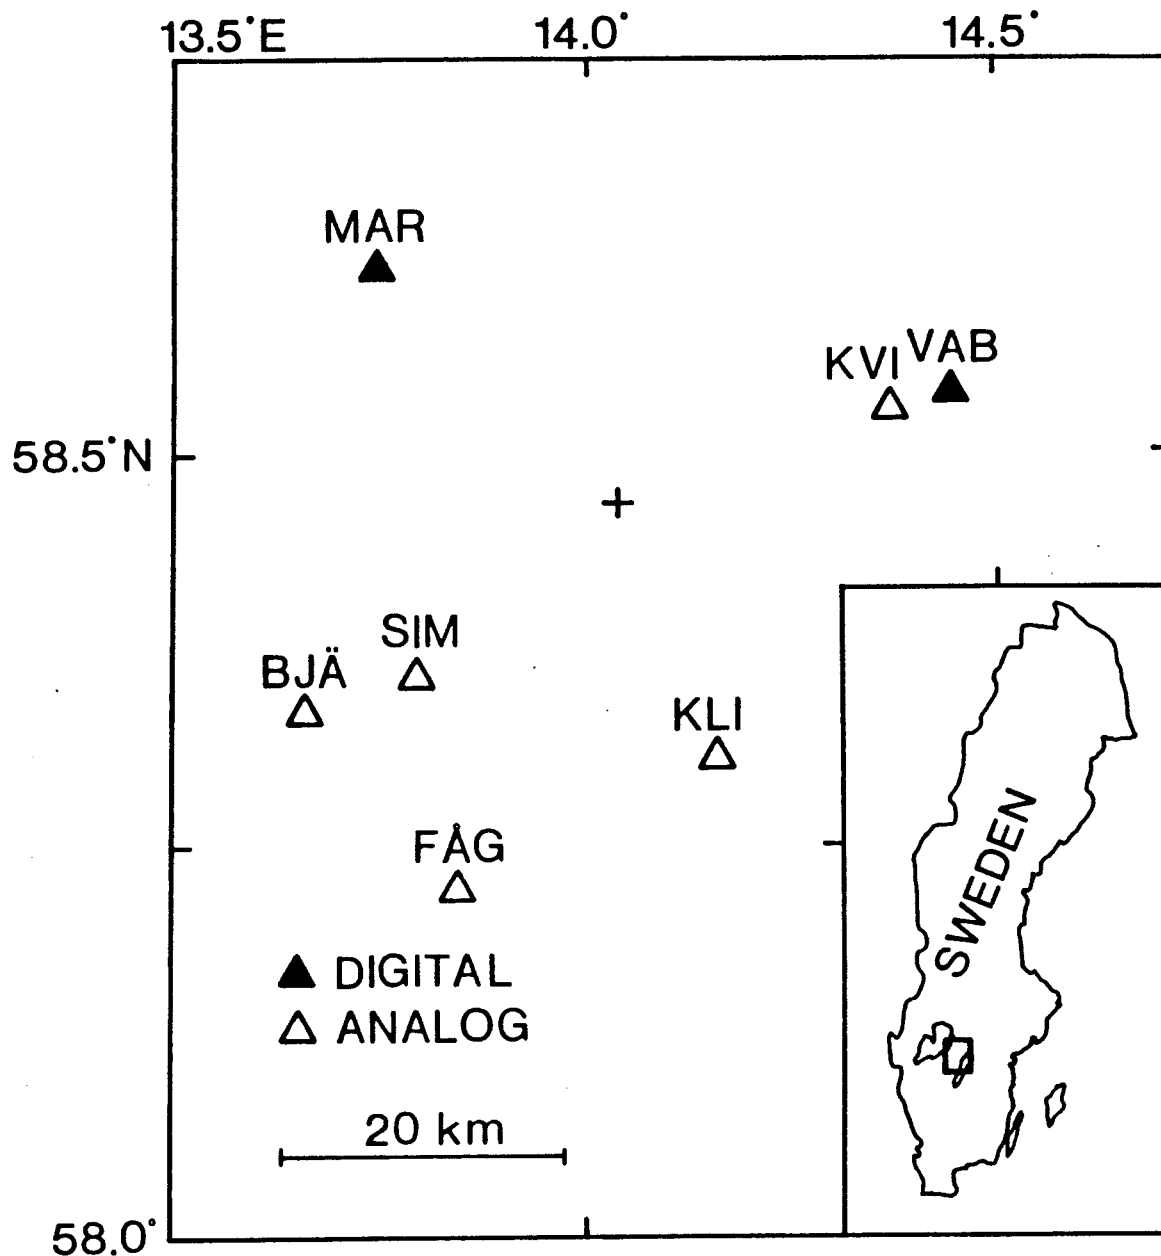 13.5°E
14.0°
14.5°
MAR
KVI
VAB
58.5°N
SIM
BJÄ
KLI
FÅG
DIGITAL
ANALOG
20 km
58.0°
SWEDEN